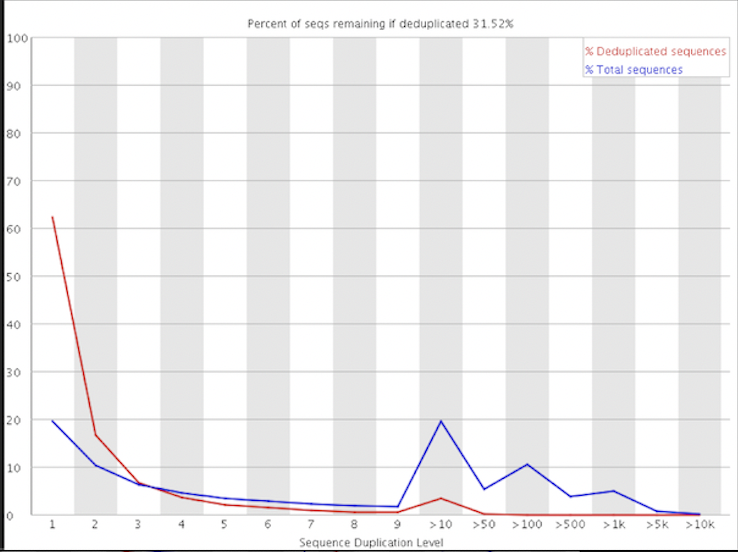 Percent of seqs remaining if deduplicated 31.52%
% Deduplicated sequences
% Total sequences
100
90
80
70
60
50
40
30
20
10
0
1 2 3 4 5 6 7 8 9 >10 >50 >100 >500 >1k >5k >10k
Sequence Duplication Level